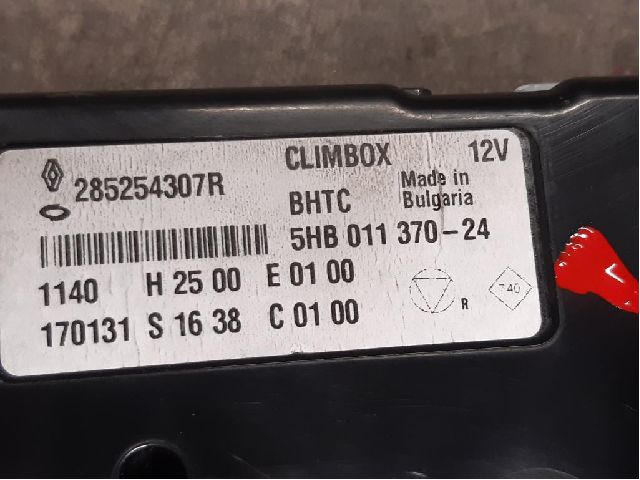 285254307R
CLIMBOX 12V
BHTC Made in Bulgaria
5HB 011 370-24
1140 H 25 00 E 01 00
170131 S 16 38 C 01 00
R
740